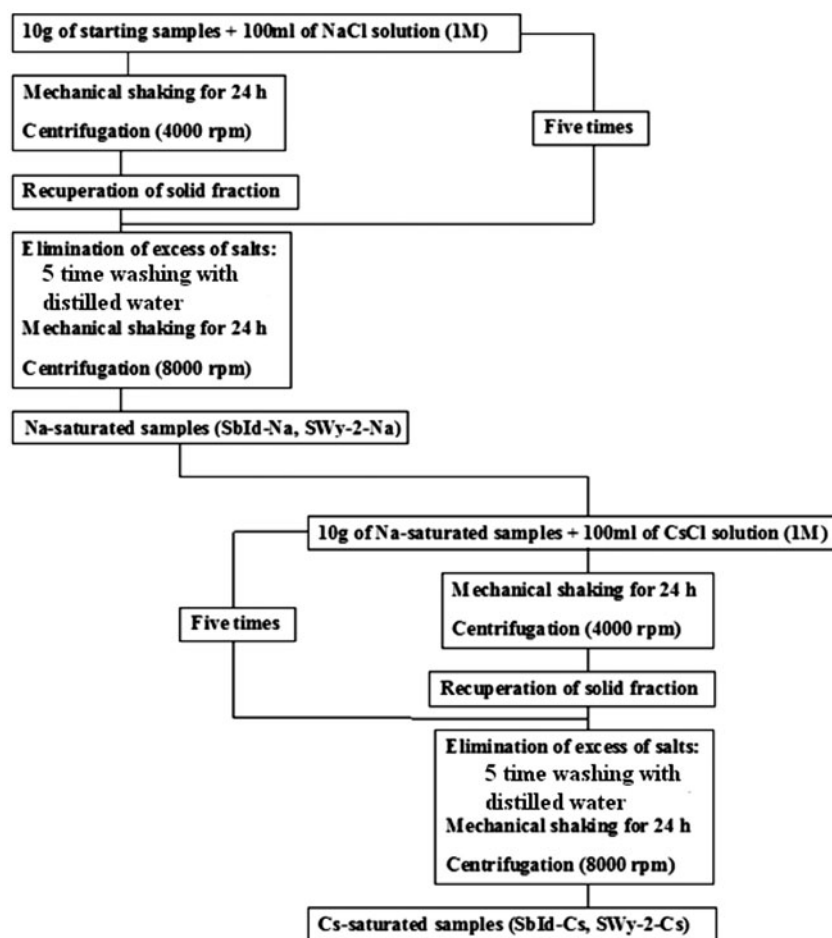 10g of starting samples + 100ml of NaCl solution (1M)
Mechanical shaking for 24 h
Centrifugation (4000 rpm)
Five times
Recuperation of solid fraction
Elimination of excess of salts:
5 time washing with
distilled water
Mechanical shaking for 24 h
Centrifugation (8000 rpm)
Na-saturated samples (SbId-Na, SWy-2-Na)
10g of Na-saturated samples + 100ml of CsCl solution (1M)
Mechanical shaking for 24 h
Centrifugation (4000 rpm)
Five times
Recuperation of solid fraction
Elimination of excess of salts:
5 time washing with
distilled water
Mechanical shaking for 24 h
Centrifugation (8000 rpm)
Cs-saturated samples (SbId-Cs, SWy-2-Cs)